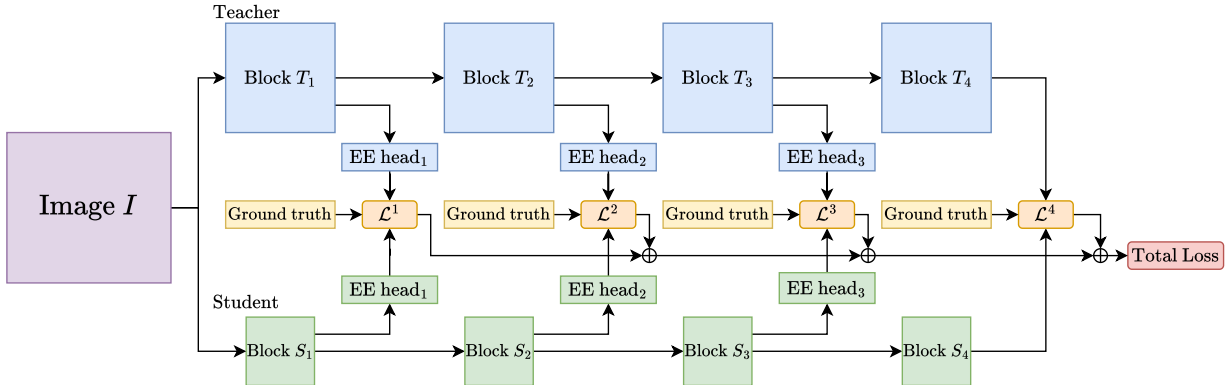 Teacher
Block T₁
Block T₂
Block T₃
Block T₄
EE head₁
EE head₂
EE head₃
Image I
Ground truth
ℒ¹
Ground truth
ℒ²
Ground truth
ℒ³
Ground truth
ℒ⁴
Total Loss
EE head₁
EE head₂
EE head₃
Student
Block S₁
Block S₂
Block S₃
Block S₄